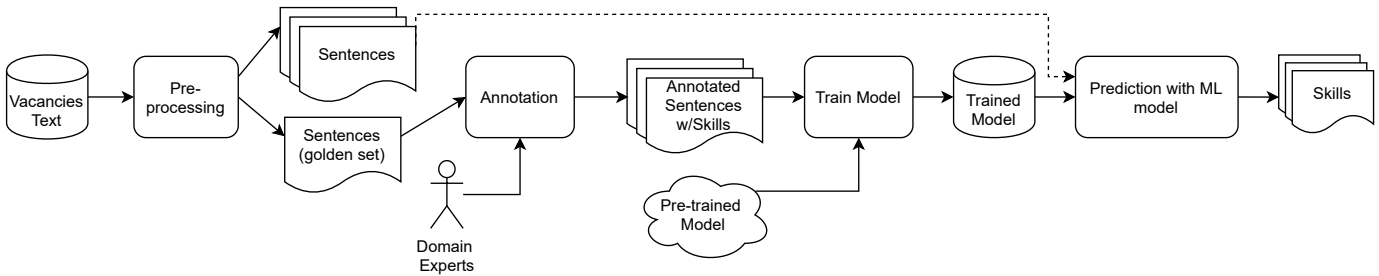 Vacancies
Text
Pre-
processing
Sentences
Sentences
(golden set)
Domain
Experts
Annotation
Annotated
Sentences
w/Skills
Pre-trained
Model
Train Model
Trained
Model
Prediction with ML
model
Skills